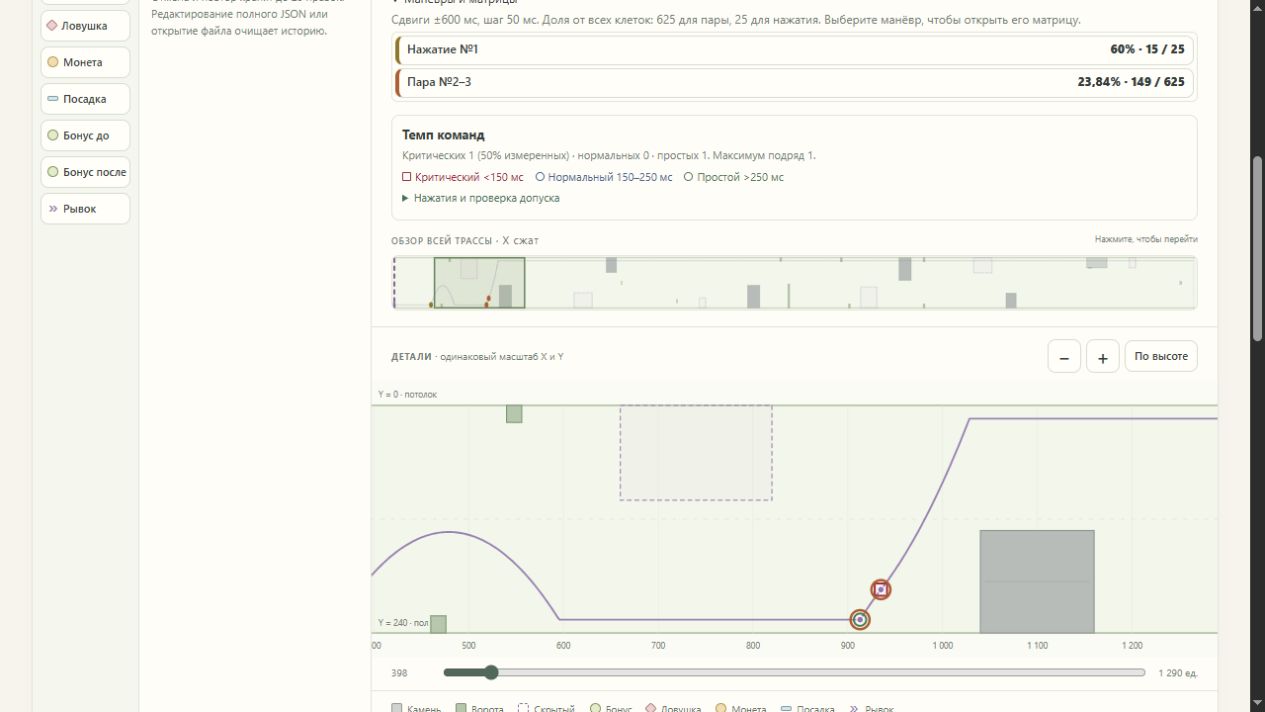 Редактирование полного JSON или
открытие файла очищает историю.
Ловушка
Монета
Посадка
Бонус до
Бонус после
Рывок
Сдвиги ±600 мс, шаг 50 мс. Доля от всех клеток: 625 для пары, 25 для нажатия. Выберите манёвр, чтобы открыть его матрицу.
Нажатие №1
60% · 15 / 25
Пара №2–3
23,84% · 149 / 625
Темп команд
Критических 1 (50% измеренных) · нормальных 0 · простых 1. Максимум подряд 1.
Критический <150 мс
Нормальный 150–250 мс
Простой >250 мс
Нажатия и проверка допуска
ОБЗОР ВСЕЙ ТРАССЫ · X сжат
Нажмите, чтобы перейти
ДЕТАЛИ · одинаковый масштаб X и Y
−
+
По высоте
Y = 0 · потолок
Y = 240 · пол
00 500 600 700 800 900 1 000 1 100 1 200
398
1 290 ед.
Камень Ворота Скрытый Бонус Ловушка Монета Посадка Рывок